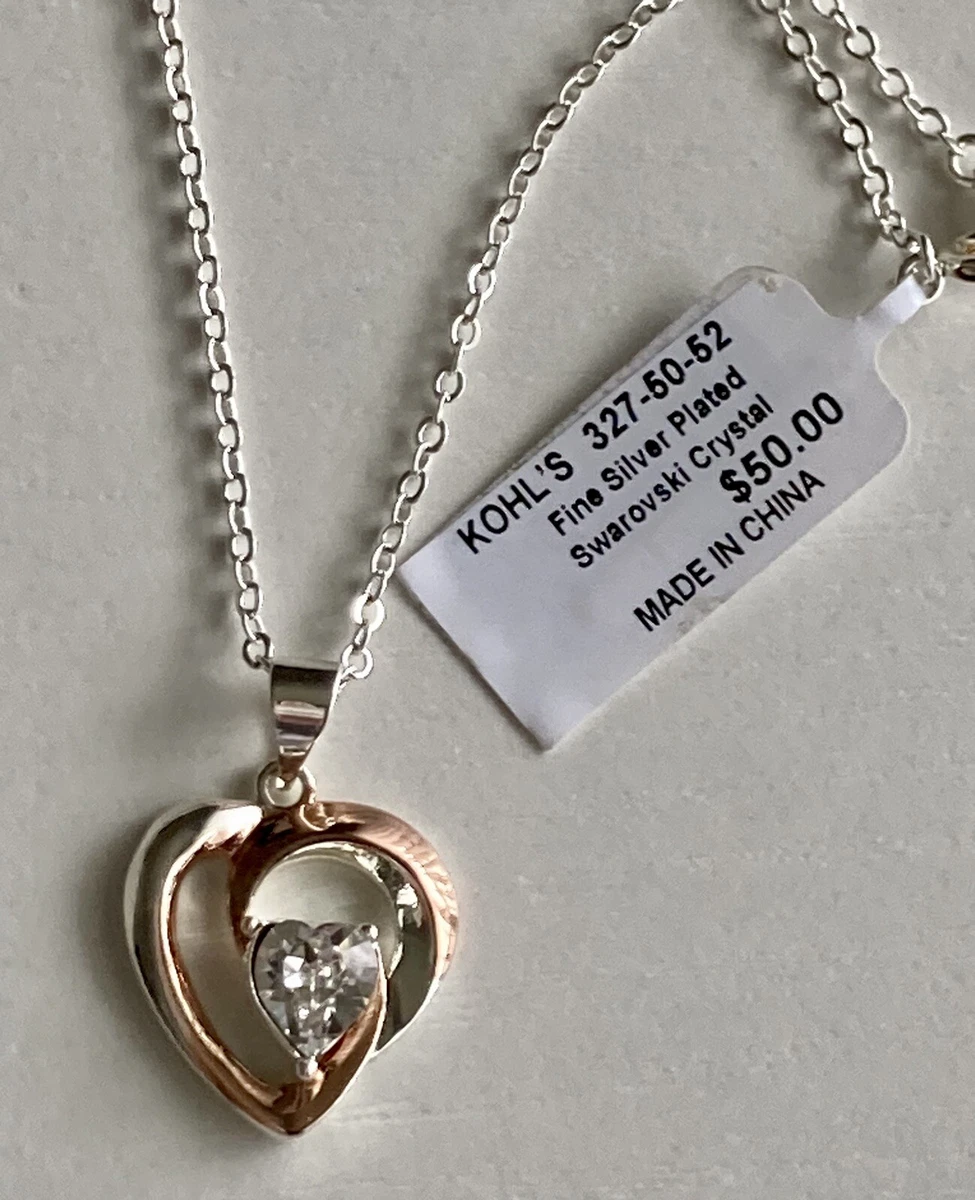 KOHL'S 327-50-52
Fine Silver Plated
Swarovski Crystal
$50.00
MADE IN CHINA